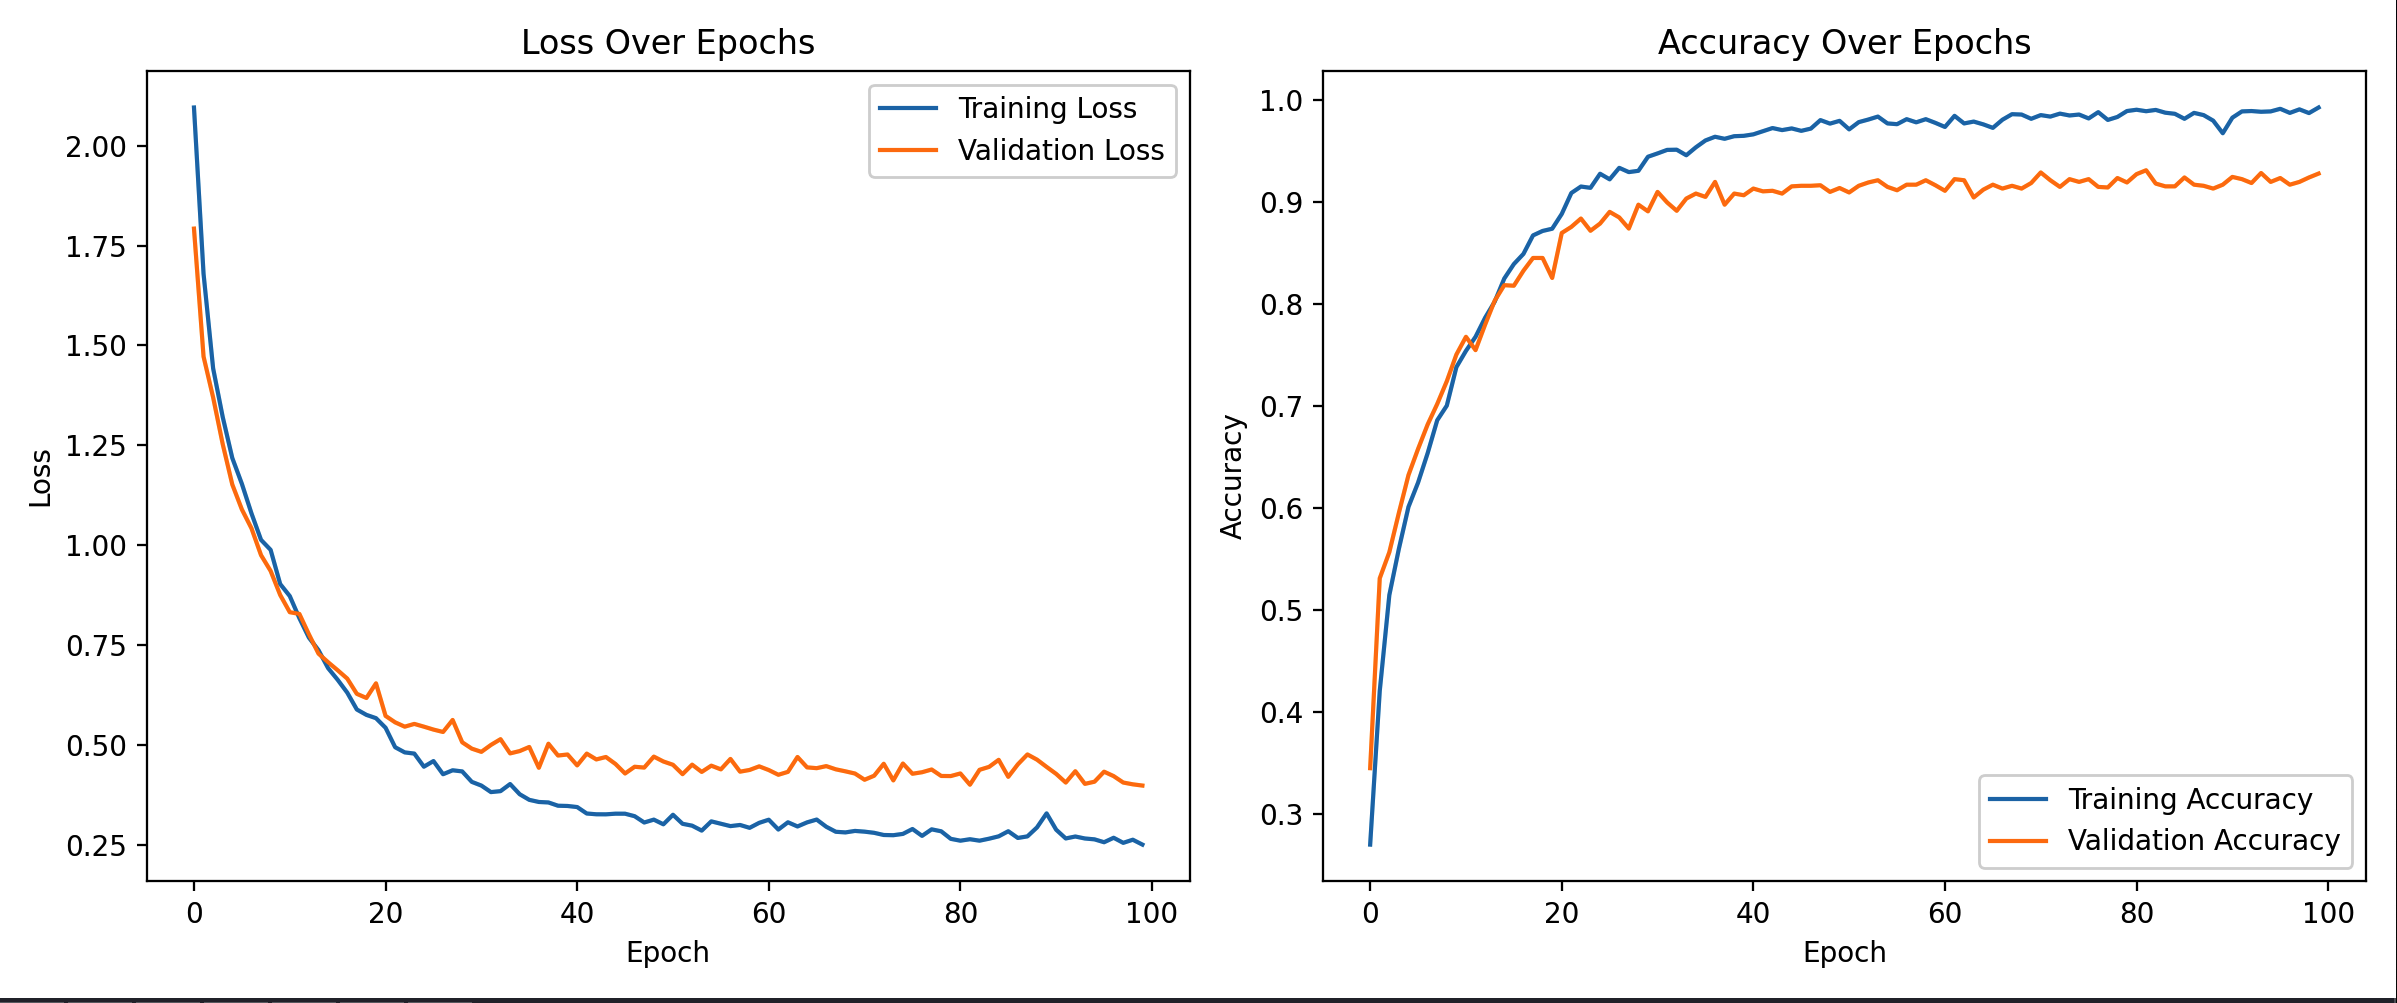 Loss Over Epochs
Training Loss
Validation Loss
2.00
1.75
1.50
1.25
1.00
0.75
0.50
0.25
Loss
0
20
40
60
80
100
Epoch
Accuracy Over Epochs
1.0
0.9
0.8
0.7
0.6
0.5
0.4
0.3
Accuracy
Training Accuracy
Validation Accuracy
0
20
40
60
80
100
Epoch